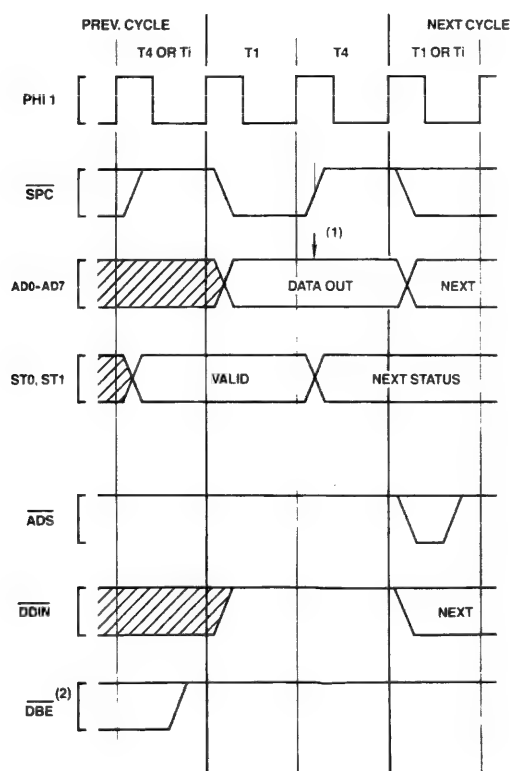 PREV. CYCLE NEXT CYCLE
T4 OR Ti T1 T4 T1 OR Ti
PHI 1
SPC
(1)
AD0-AD7 DATA OUT NEXT
ST0, ST1 VALID NEXT STATUS
ADS
DDIN NEXT
DBE (2)